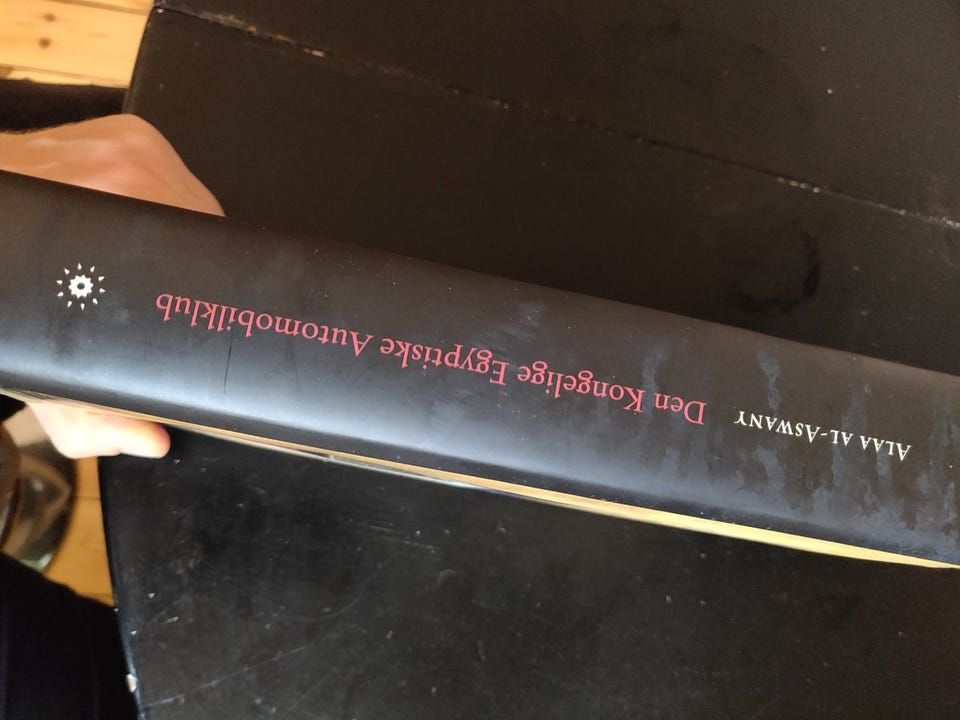 ALAA AL-ASWANY
Den Kongelige Egyptiske Automobilklub